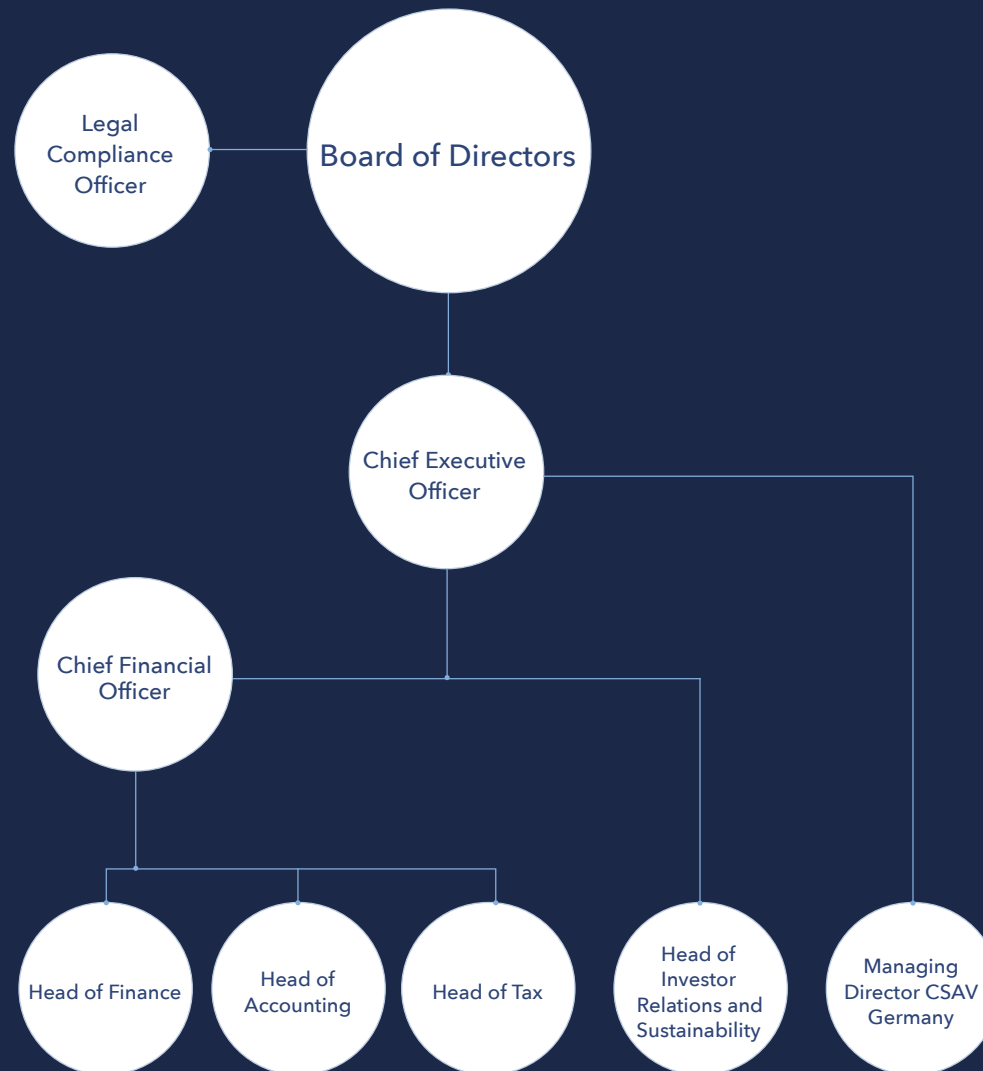 Legal
Compliance
Officer
Board of Directors
Chief Executive
Officer
Chief Financial
Officer
Head of Finance
Head of
Accounting
Head of Tax
Head of
Investor
Relations and
Sustainability
Managing
Director CSAV
Germany